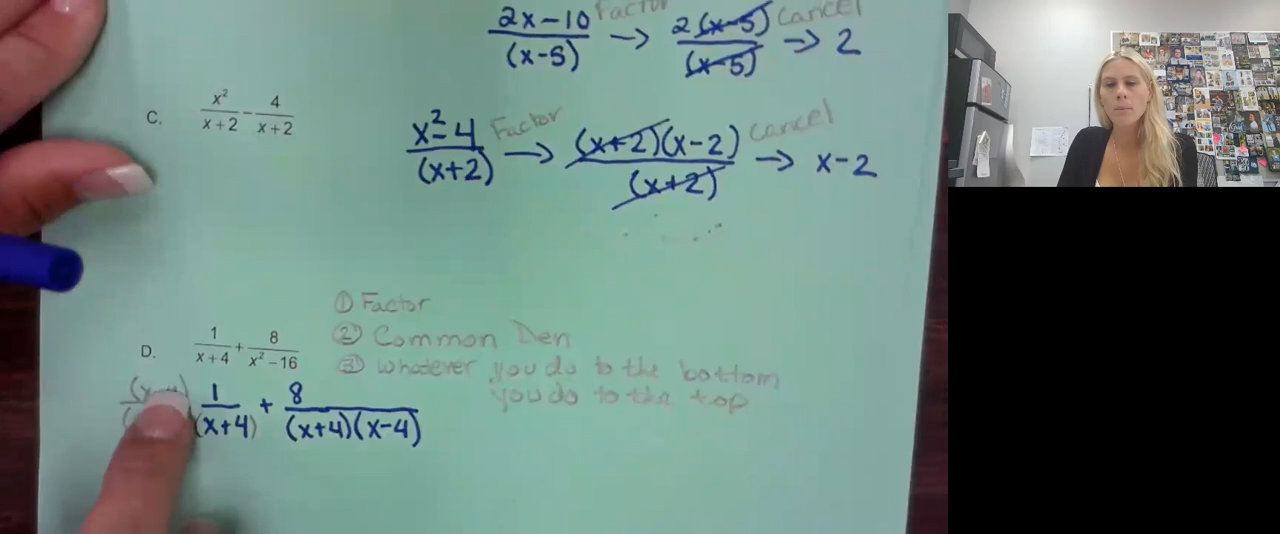 2x-10 Factor 2(x-5) Cancel
(x-5) → (x-5) → 2
C. x²/x+2 - 4/x+2
x²-4 Factor (x+2)(x-2) Cancel
(x+2) → (x+2) → x-2
① Factor
② Common Den
③ Whatever you do to the bottom
you do to the top
D. 1/x+4 + 8/x²-16
1 + 8
(x+4) (x+4)(x-4)